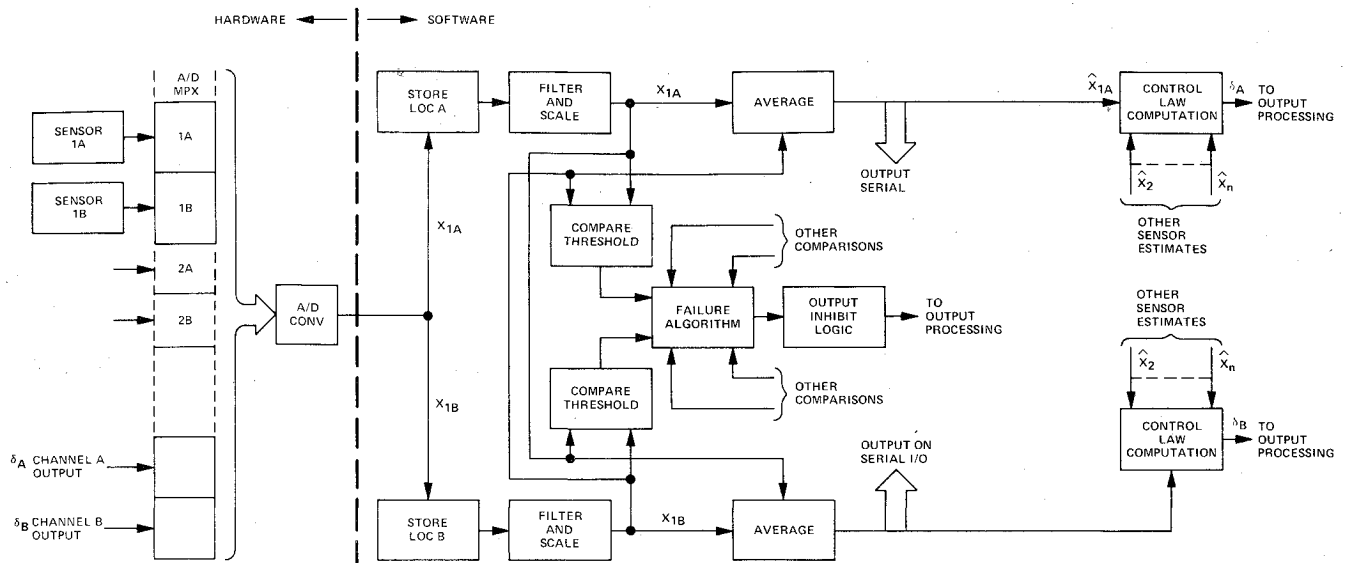 HARDWARE
SOFTWARE
A/D
MPX
SENSOR
1A
1A
SENSOR
1B
1B
2A
2B
δA CHANNEL A
OUTPUT
δB CHANNEL B
OUTPUT
A/D
CONV
STORE
LOC A
FILTER
AND
SCALE
X1A
AVERAGE
X̂1A
CONTROL
LAW
COMPUTATION
δA
TO
OUTPUT
PROCESSING
OUTPUT
SERIAL
X̂2
X̂n
OTHER
SENSOR
ESTIMATES
X1A
COMPARE
THRESHOLD
OTHER
COMPARISONS
FAILURE
ALGORITHM
OUTPUT
INHIBIT
LOGIC
TO
OUTPUT
PROCESSING
OTHER
SENSOR
ESTIMATES
X̂2
X̂n
X1B
COMPARE
THRESHOLD
OTHER
COMPARISONS
CONTROL
LAW
COMPUTATION
δB
TO
OUTPUT
PROCESSING
OUTPUT ON
SERIAL I/O
STORE
LOC B
FILTER
AND
SCALE
X1B
AVERAGE